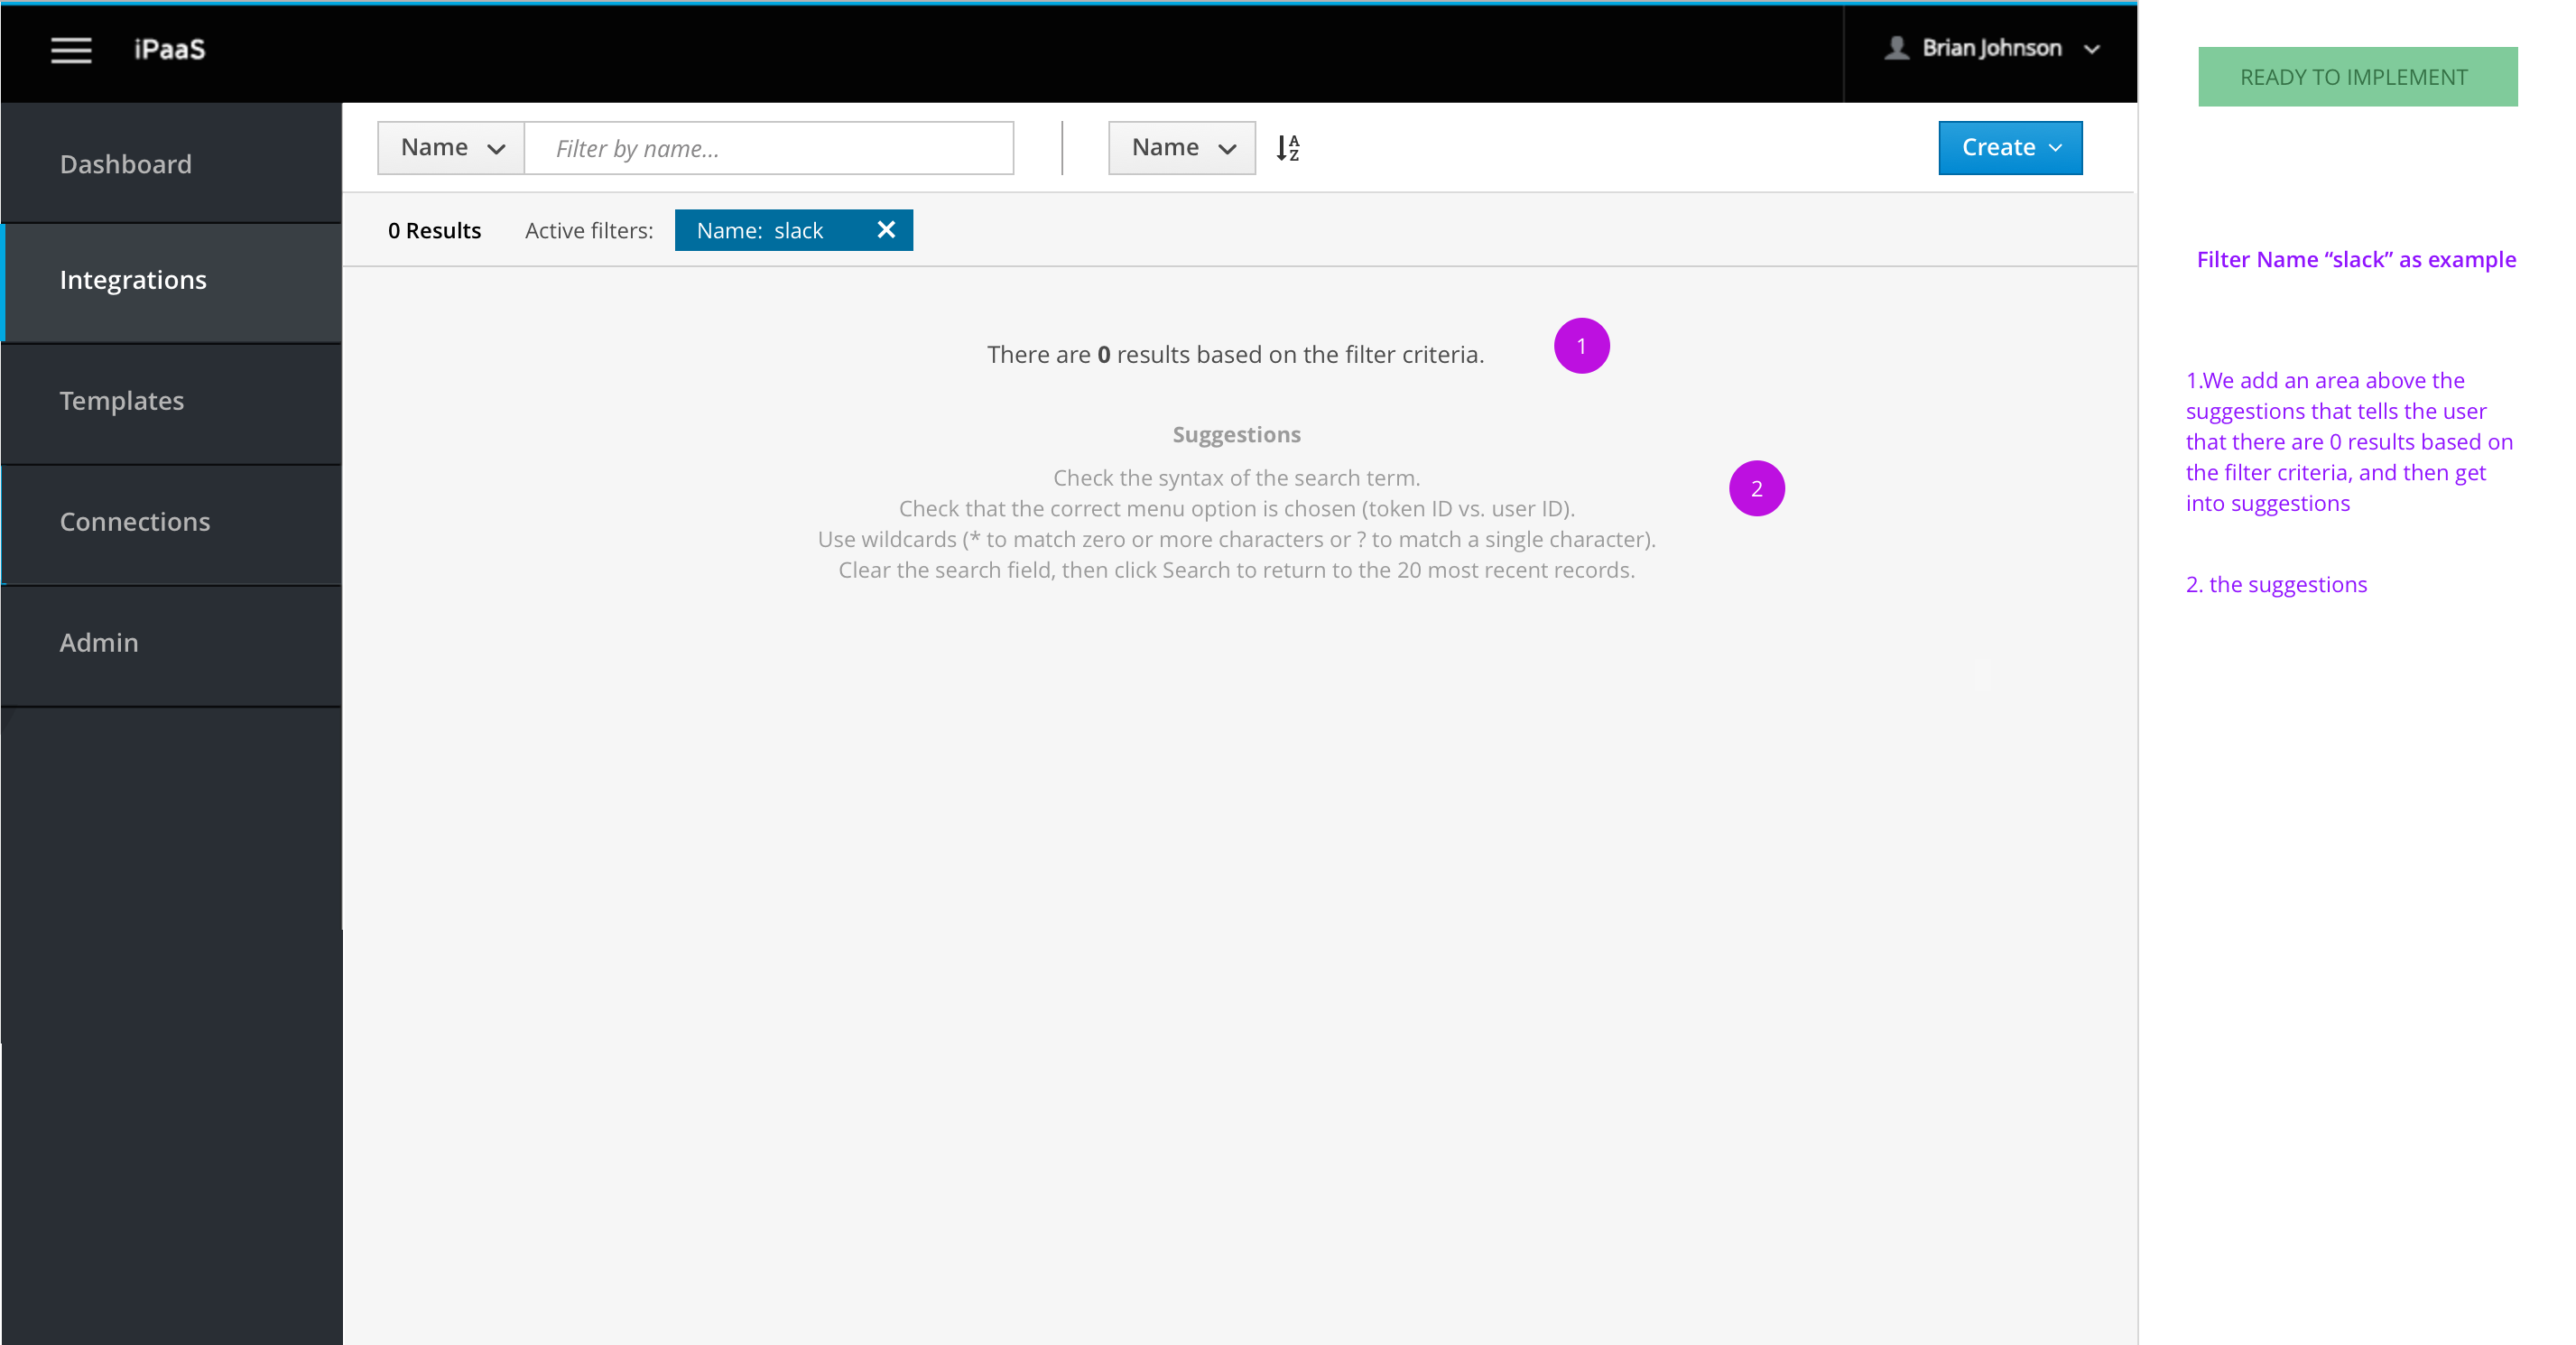 iPaaS
Brian Johnson
READY TO IMPLEMENT
Dashboard
Integrations
Templates
Connections
Admin
Name
Filter by name...
Name
A
Z
Create
0 Results
Active filters:
Name: slack
There are 0 results based on the filter criteria.
1
Suggestions
Check the syntax of the search term.
Check that the correct menu option is chosen (token ID vs. user ID).
Use wildcards (* to match zero or more characters or ? to match a single character).
Clear the search field, then click Search to return to the 20 most recent records.
2
Filter Name “slack” as example
1.We add an area above the
suggestions that tells the user
that there are 0 results based on
the filter criteria, and then get
into suggestions
2. the suggestions